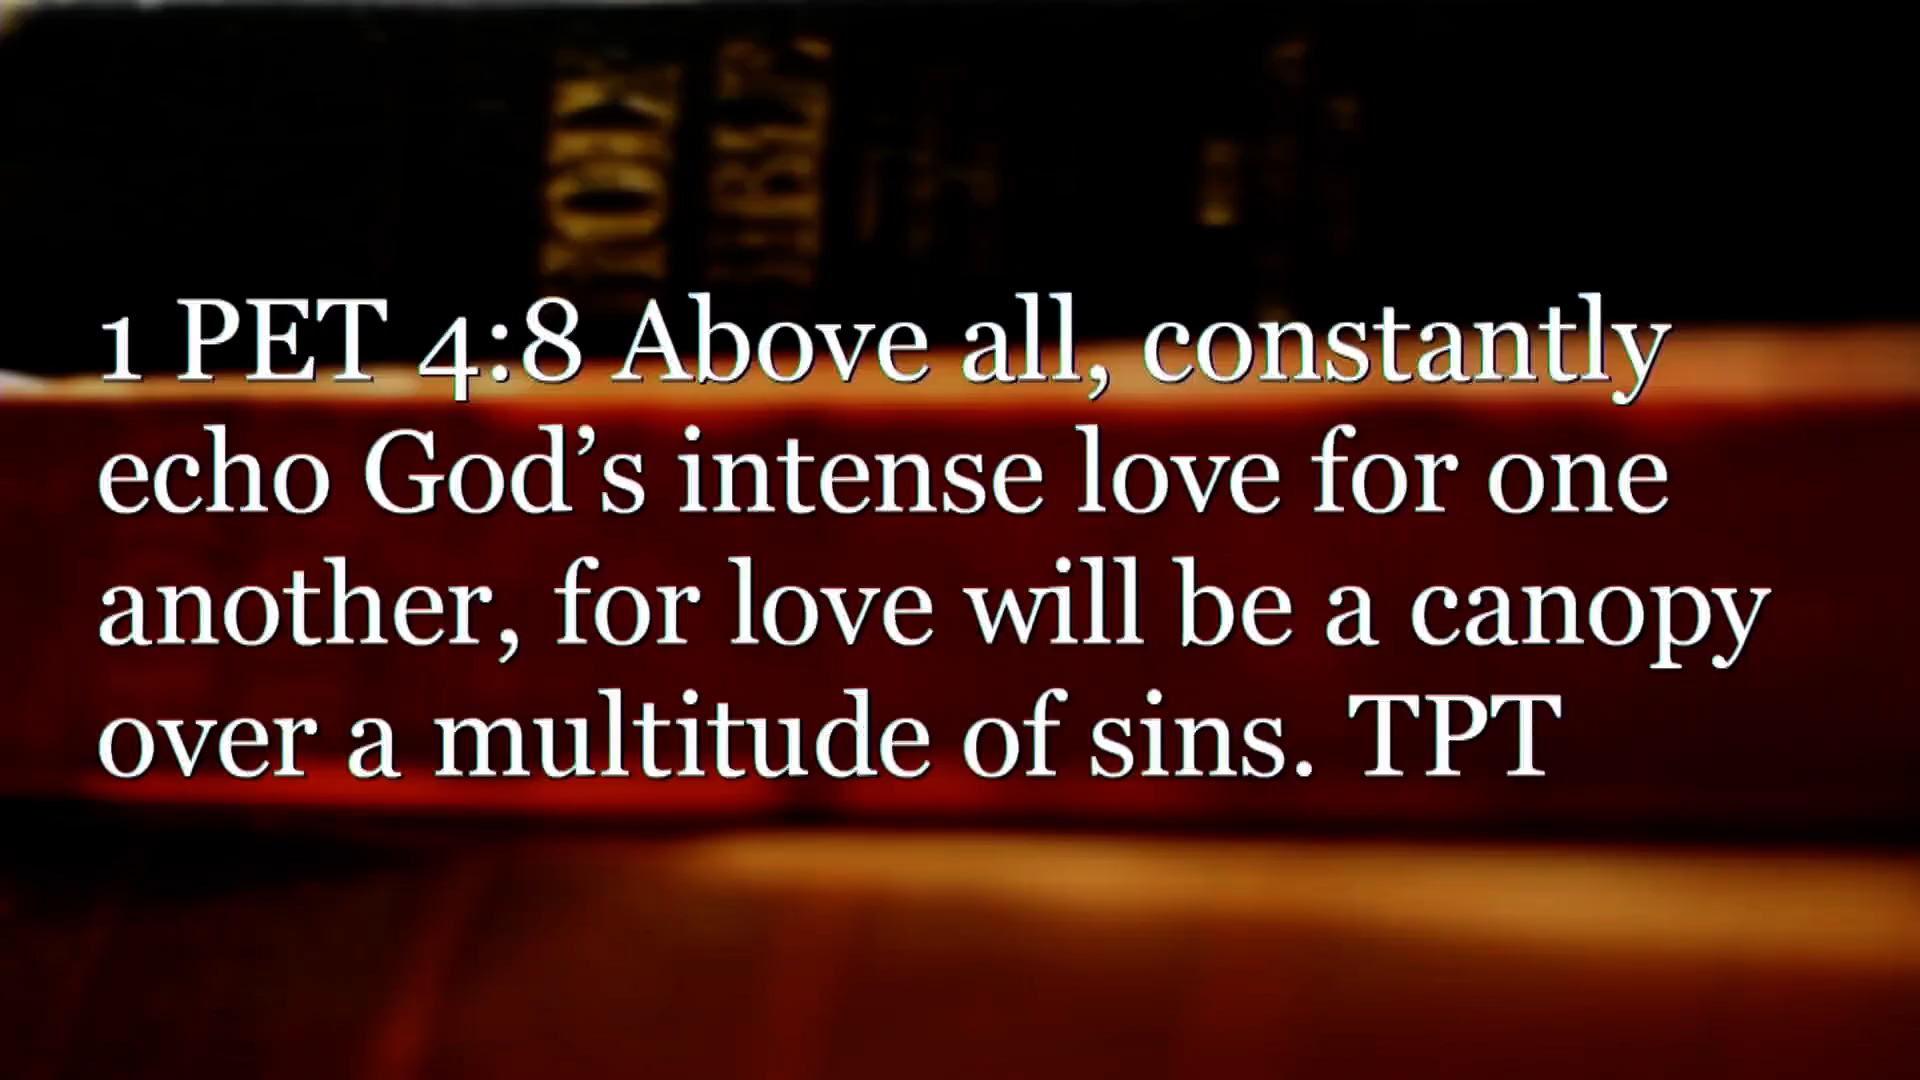 1 PET 4:8 Above all, constantly
echo God’s intense love for one
another, for love will be a canopy
over a multitude of sins. TPT